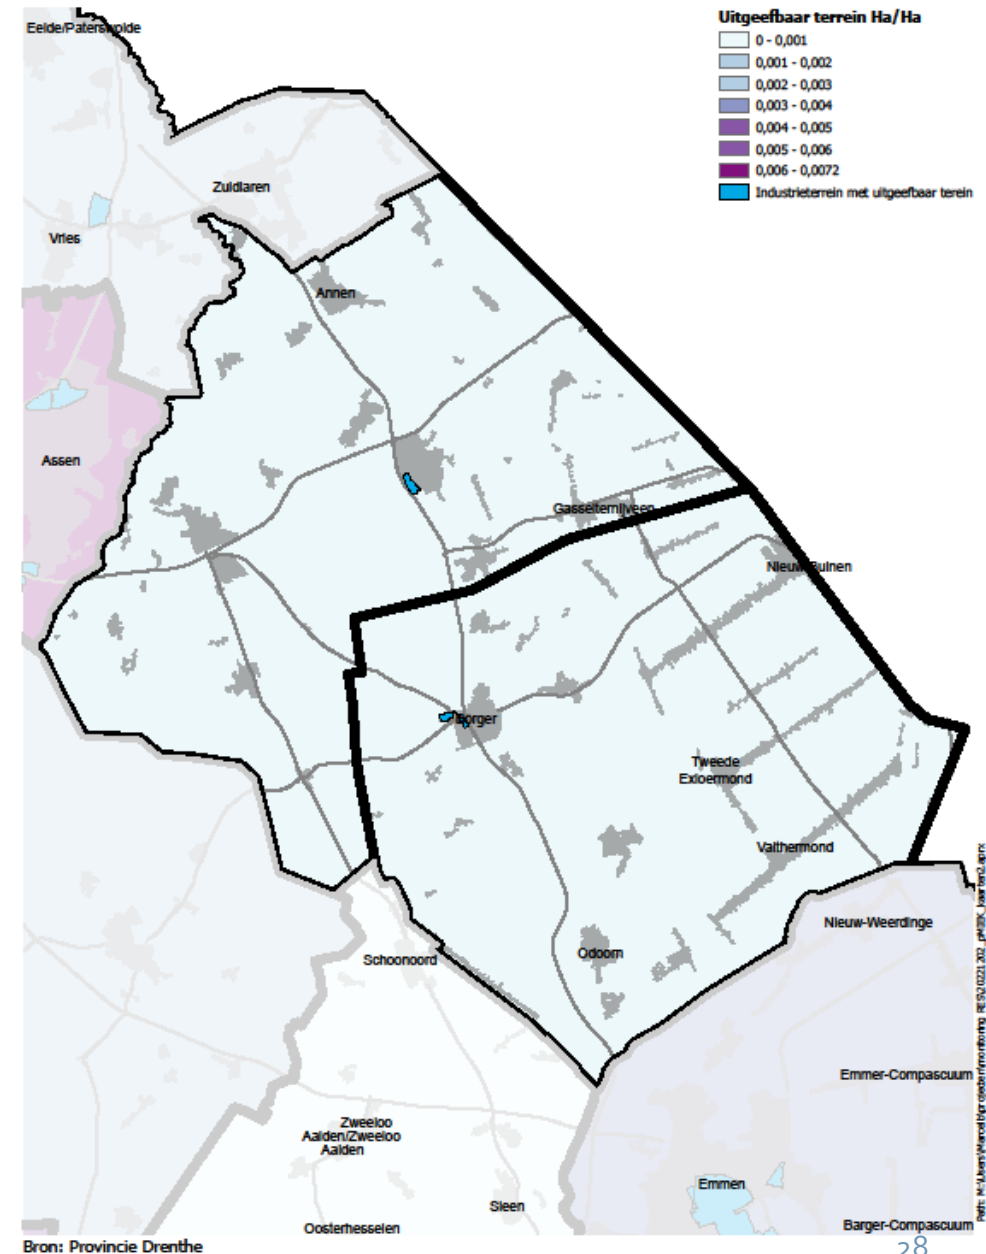 Uitgeefbaar terrein Ha/Ha
0 - 0,001
0,001 - 0,002
0,002 - 0,003
0,003 - 0,004
0,004 - 0,005
0,005 - 0,006
0,006 - 0,0072
Industrieterrein met uitgeefbaar terein
Eelde/Paterswolde
Zuidlaren
Vries
Annen
Assen
Gasselternijveen
Nieuw-Buinen
Borger
Tweede
Exloermond
Valthermond
Nieuw-Weerdinge
Schoonoord
Odoorn
Emmer-Compascuum
Zweeloo
Aalden/Zweeloo
Aalden
Emmen
Sleen
Oosterhesselen
Barger-Compascuum
Bron: Provincie Drenthe
28